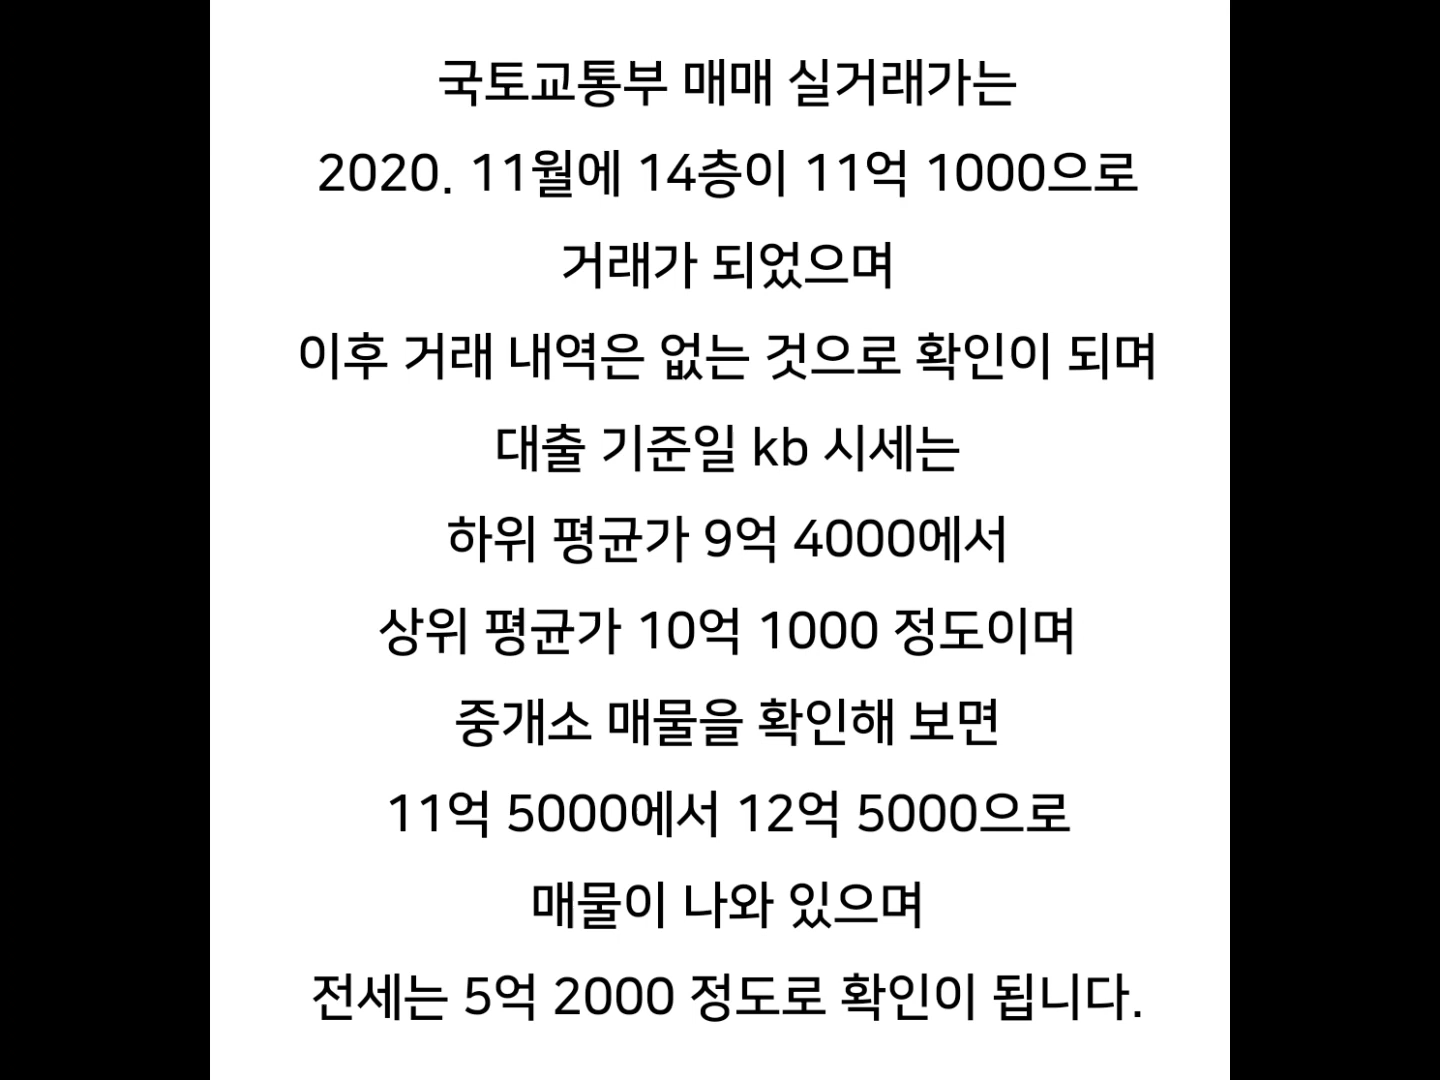 국토교통부 매매 실거래가는
2020. 11월에 14층이 11억 1000으로
거래가 되었으며
이후 거래 내역은 없는 것으로 확인이 되며
대출 기준일 kb 시세는
하위 평균가 9억 4000에서
상위 평균가 10억 1000 정도이며
중개소 매물을 확인해 보면
11억 5000에서 12억 5000으로
매물이 나와 있으며
전세는 5억 2000 정도로 확인이 됩니다.